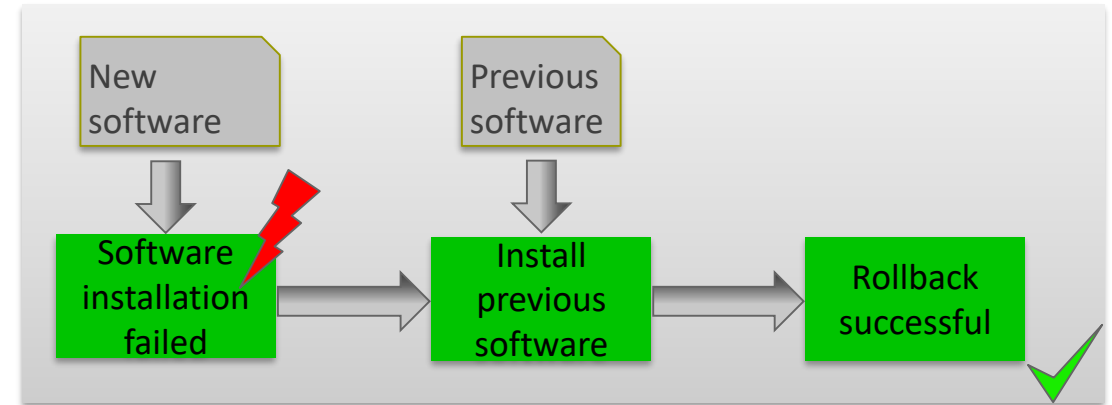 New
software
Previous
software
Software
installation
failed
Install
previous
software
Rollback
successful